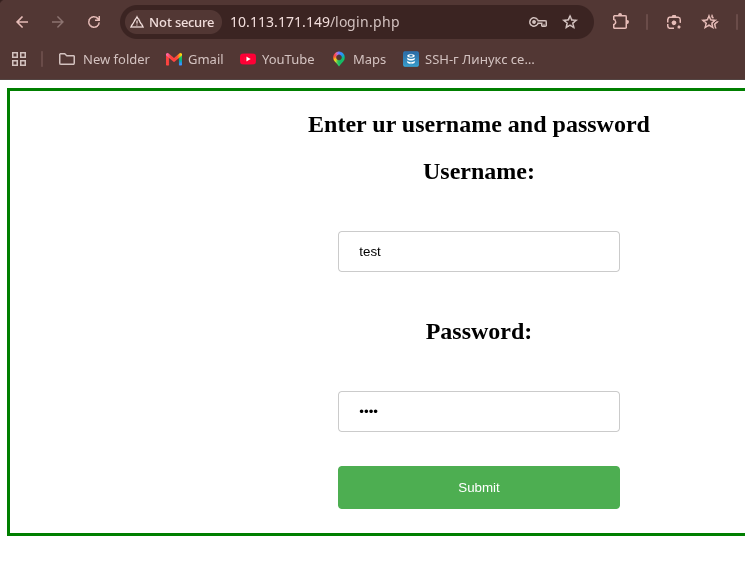 Not secure 10.113.171.149/login.php
New folder Gmail YouTube Maps SSH-г Линукс се...
Enter ur username and password
Username:
test
Password:
••••
Submit